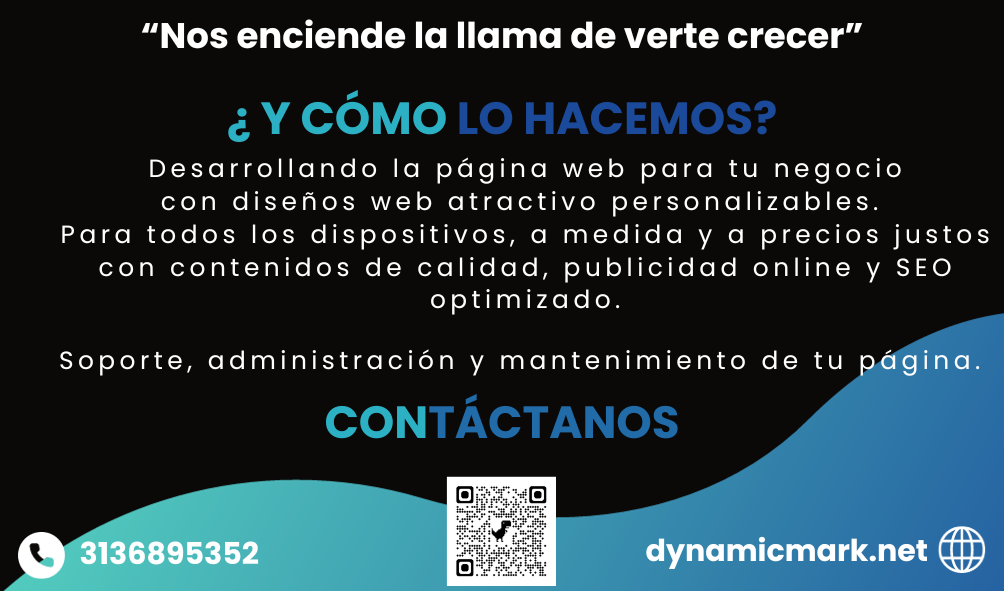 “Nos enciende la llama de verte crecer”
¿ Y CÓMO LO HACEMOS?
Desarrollando la página web para tu negocio
con diseños web atractivo personalizables.
Para todos los dispositivos, a medida y a precios justos
con contenidos de calidad, publicidad online y SEO
optimizado.
Soporte, administración y mantenimiento de tu página.
CONTÁCTANOS
3136895352
dynamicmark.net